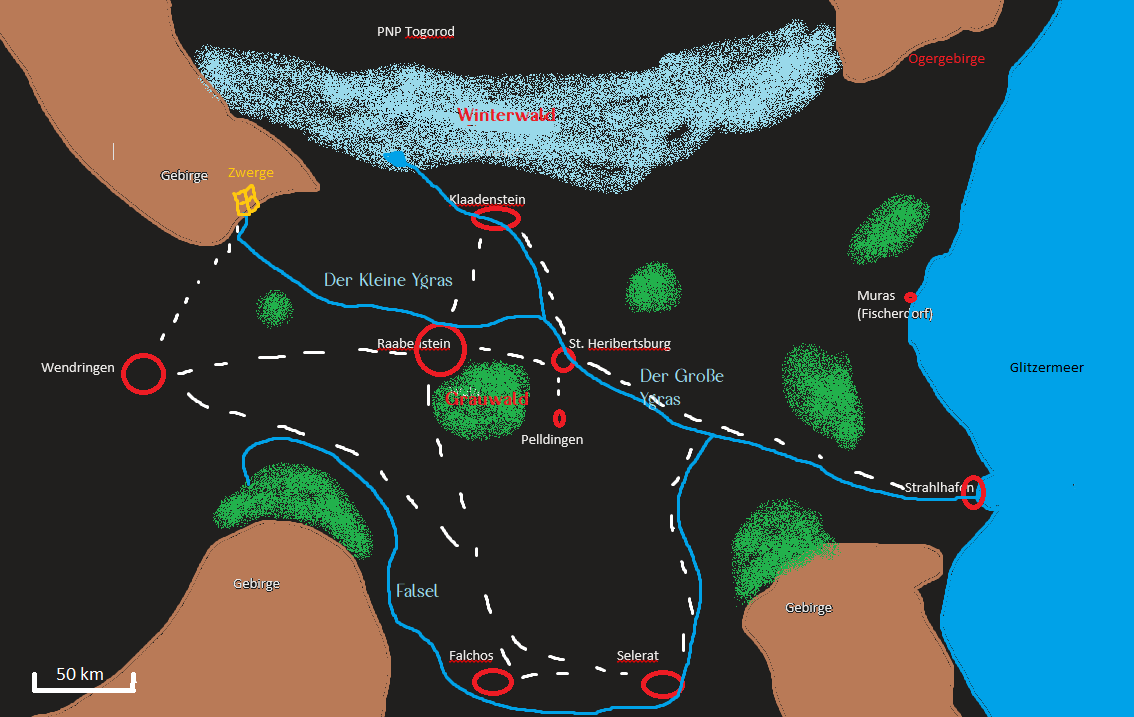 PNP Togorod
Ogergebirge
Winterwald
Gebirge
Zwerge
Klaadenstein
Der Kleine Ygras
Muras
(Fischerdorf)
Raabenstein
St. Heribertsburg
Wendringen
Glitzermeer
Der Große
Ygras
Grauwald
Pelldingen
Strahlhafen
Gebirge
Falsel
Gebirge
Falchos
Selerat
50 km